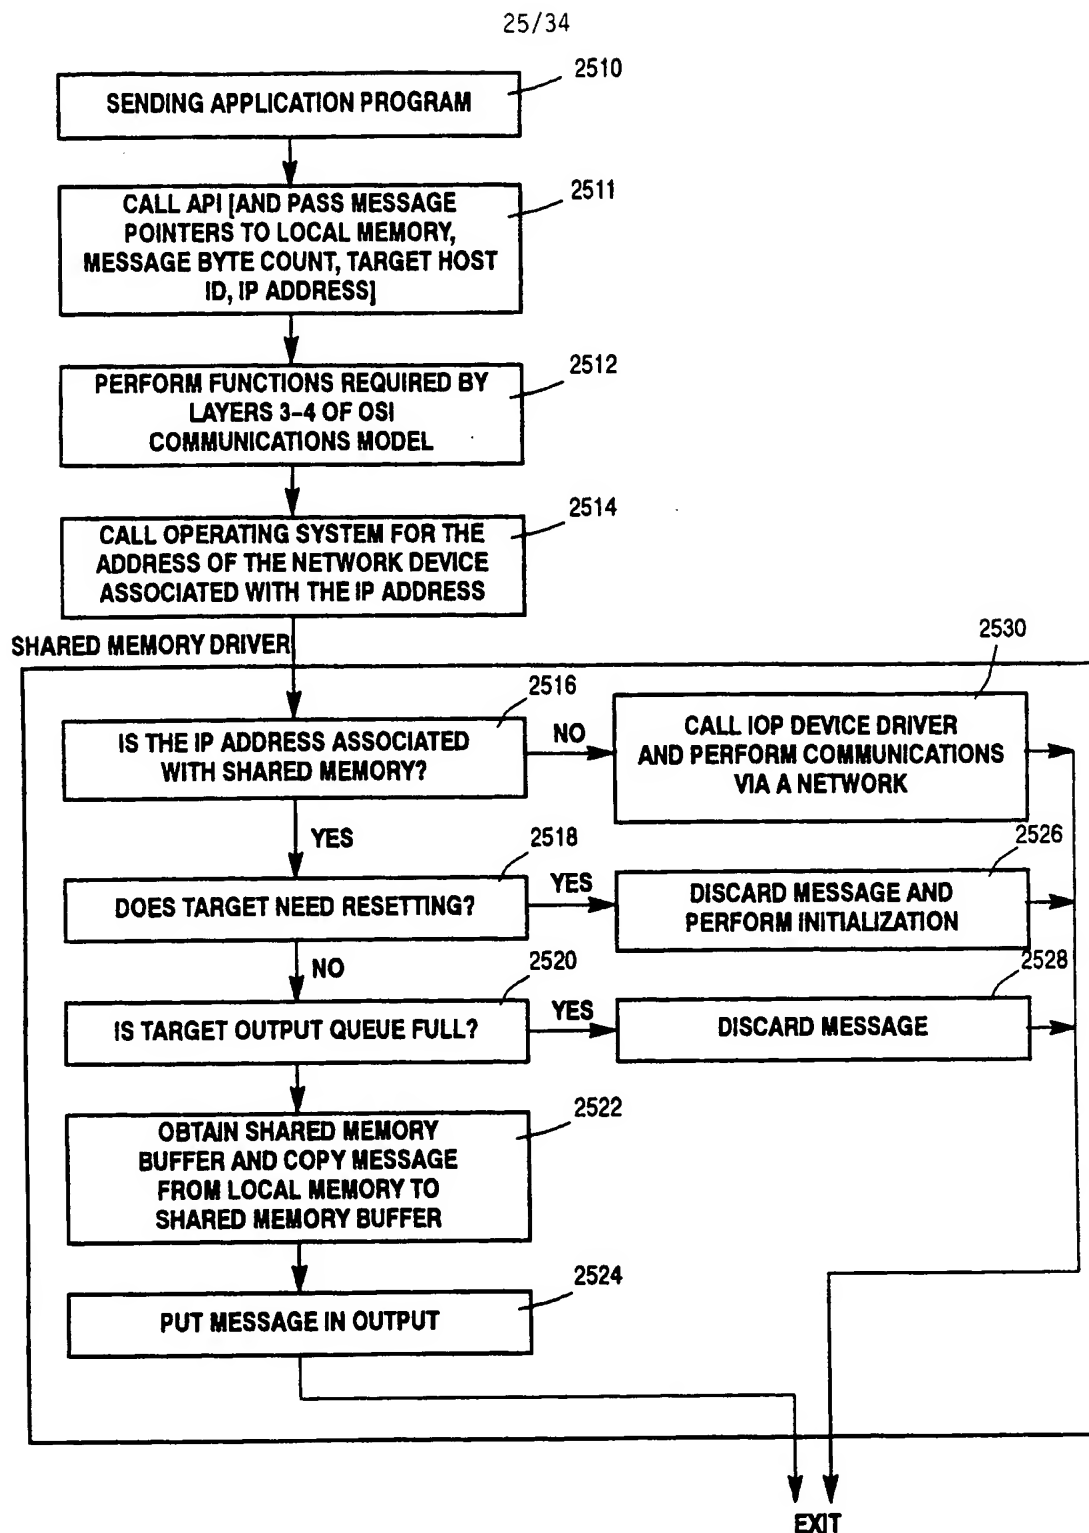 25/34
2510
SENDING APPLICATION PROGRAM
2511
CALL API [AND PASS MESSAGE
POINTERS TO LOCAL MEMORY,
MESSAGE BYTE COUNT, TARGET HOST
ID, IP ADDRESS]
2512
PERFORM FUNCTIONS REQUIRED BY
LAYERS 3-4 OF OSI
COMMUNICATIONS MODEL
2514
CALL OPERATING SYSTEM FOR THE
ADDRESS OF THE NETWORK DEVICE
ASSOCIATED WITH THE IP ADDRESS
SHARED MEMORY DRIVER
2516
IS THE IP ADDRESS ASSOCIATED
WITH SHARED MEMORY?
NO
2530
CALL IOP DEVICE DRIVER
AND PERFORM COMMUNICATIONS
VIA A NETWORK
YES
2518
DOES TARGET NEED RESETTING?
YES
2526
DISCARD MESSAGE AND
PERFORM INITIALIZATION
NO
2520
IS TARGET OUTPUT QUEUE FULL?
YES
2528
DISCARD MESSAGE
2522
OBTAIN SHARED MEMORY
BUFFER AND COPY MESSAGE
FROM LOCAL MEMORY TO
SHARED MEMORY BUFFER
2524
PUT MESSAGE IN OUTPUT
EXIT